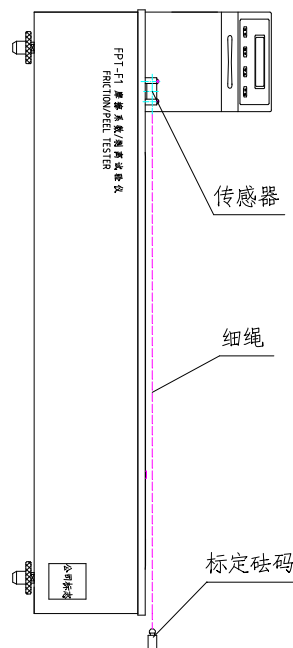 FPT-F1 摩擦系数/剥离试验仪
FRICTION/PEEL TESTER
传感器
细绳
标定砝码
公司标志